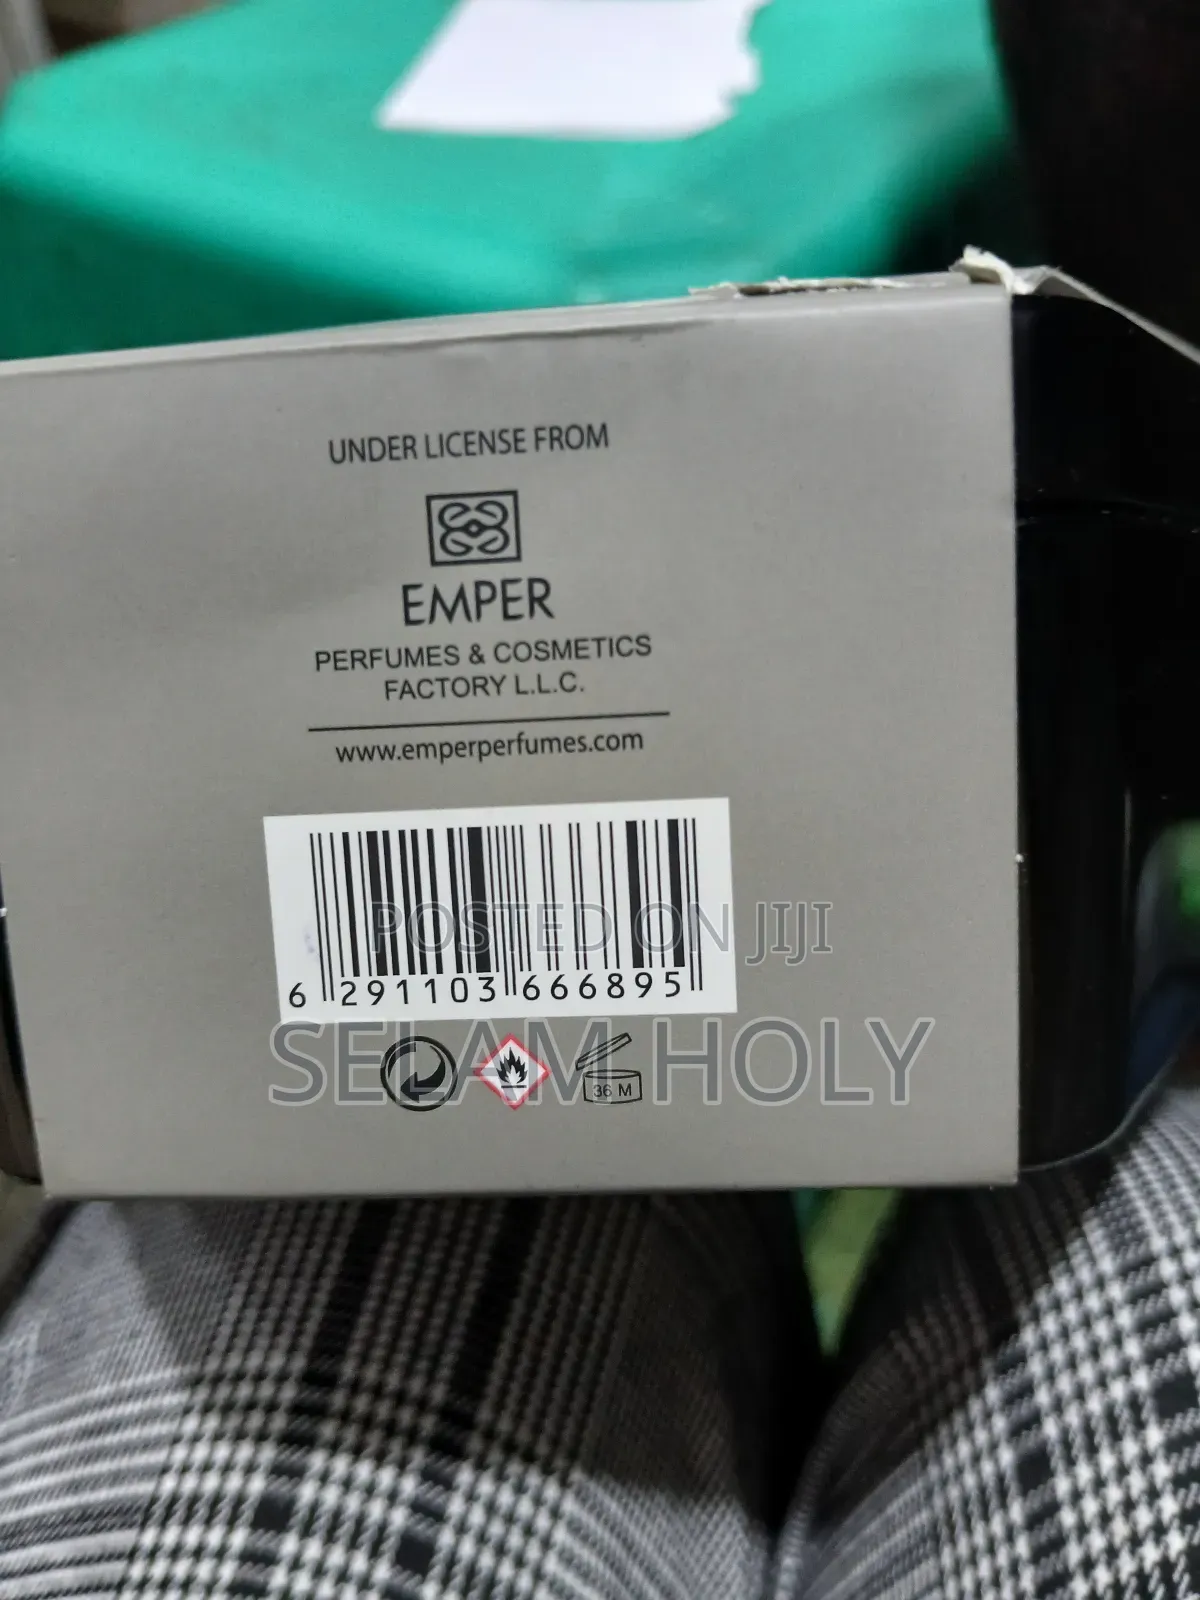 UNDER LICENSE FROM
EMPER
PERFUMES & COSMETICS
FACTORY L.L.C.
www.emperperfumes.com
POSTED ON JIJI
6 291103 666895
SELAM HOLY
36 M